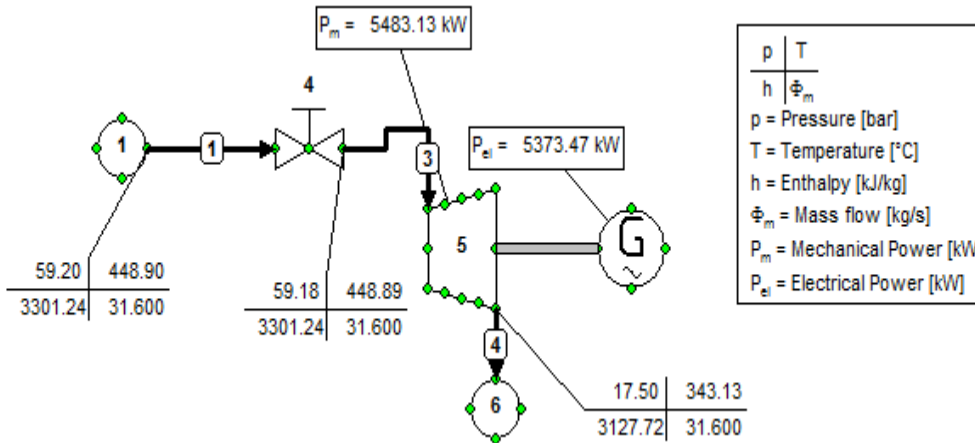 P_m = 5483.13 kW
4
1
1
3
P_el = 5373.47 kW
5
G
~
59.20 448.90
3301.24 31.600
59.18 448.89
3301.24 31.600
4
6
17.50 343.13
3127.72 31.600
p T
h Φ_m
p = Pressure [bar]
T = Temperature [°C]
h = Enthalpy [kJ/kg]
Φ_m = Mass flow [kg/s]
P_m = Mechanical Power [kW
P_el = Electrical Power [kW]